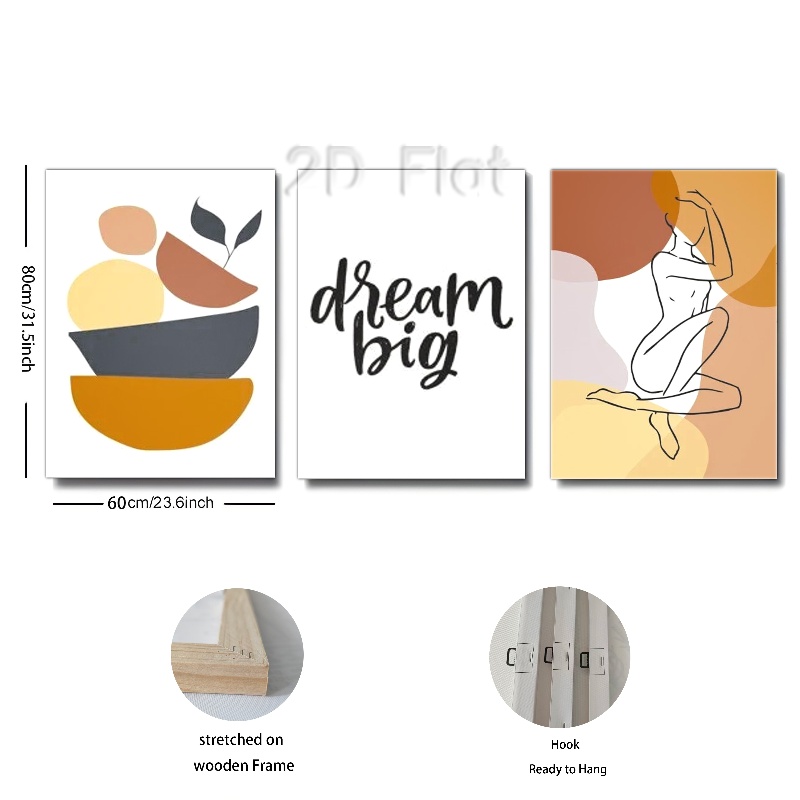 2D Flat
80cm/31.5inch
dream
big
60cm/23.6inch
stretched on
wooden Frame
Hook
Ready to Hang